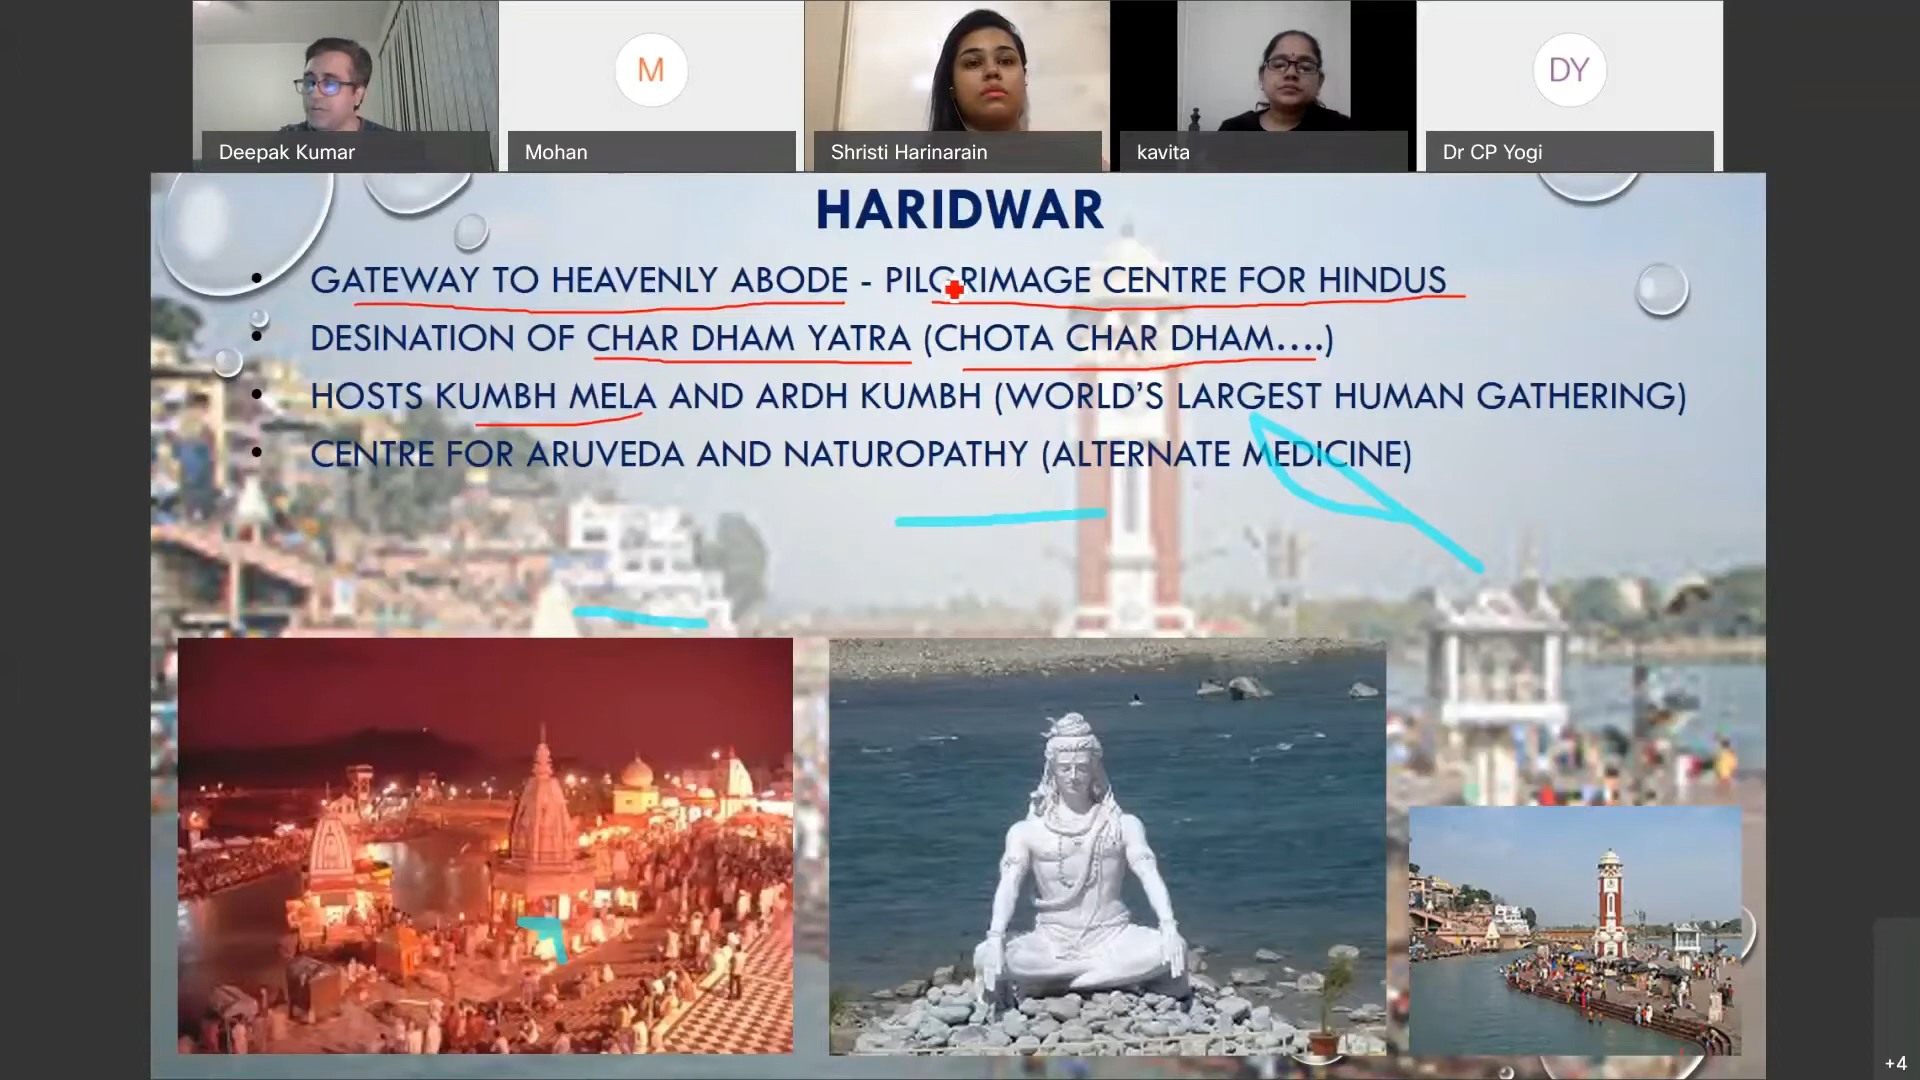 M
DY
Deepak Kumar
Mohan
Shristi Harinarain
kavita
Dr CP Yogi
HARIDWAR
• GATEWAY TO HEAVENLY ABODE - PILGRIMAGE CENTRE FOR HINDUS
• DESINATION OF CHAR DHAM YATRA (CHOTA CHAR DHAM....)
• HOSTS KUMBH MELA AND ARDH KUMBH (WORLD'S LARGEST HUMAN GATHERING)
• CENTRE FOR ARUVEDA AND NATUROPATHY (ALTERNATE MEDICINE)
+4